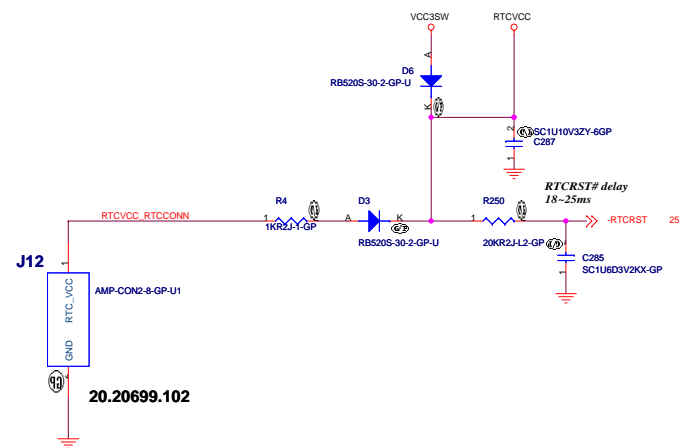 VCC3SW
RTCVCC
A
D6
RB520S-30-2-GP-U
K
2
SC1U10V3ZY-6GP
C287
1
RTCRST# delay
18~25ms
RTCVCC_RTCCONN
R4
1
1KR2J-1-GP
D3
A
K
RB520S-30-2-GP-U
R250
1
20KR2J-L2-GP
-RTCRST
25
C285
SC1U6D3V2KX-GP
1
J12
1
RTC_VCC
GND
AMP-CON2-8-GP-U1
20.20699.102